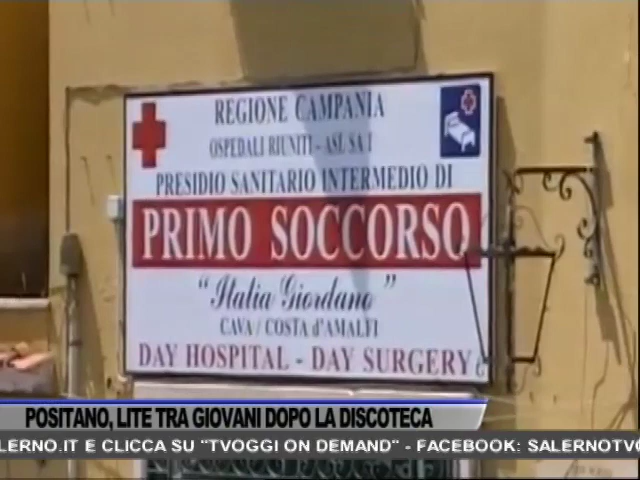 REGIONE CAMPANIA
OSPEDALI RIUNITI - ASL SA 1
PRESIDIO SANITARIO INTERMEDIO DI
PRIMO SOCCORSO
"Italia Giordano"
CAVA / COSTA d'AMALFI
DAY HOSPITAL - DAY SURGERY
POSITANO, LITE TRA GIOVANI DOPO LA DISCOTECA
LERNO.IT E CLICCA SU "TVOGGI ON DEMAND" - FACEBOOK: SALERNOTVO